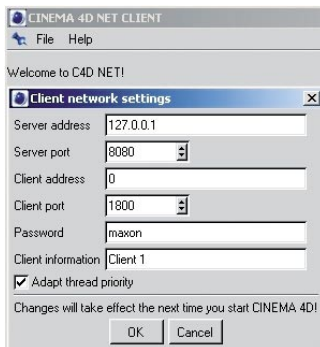 CINEMA 4D NET CLIENT
File Help
Welcome to C4D NET!
Client network settings
Server address 127.0.0.1
Server port 8080
Client address 0
Client port 1800
Password maxon
Client information Client 1
Adapt thread priority
Changes will take effect the next time you start CINEMA 4D!
OK Cancel